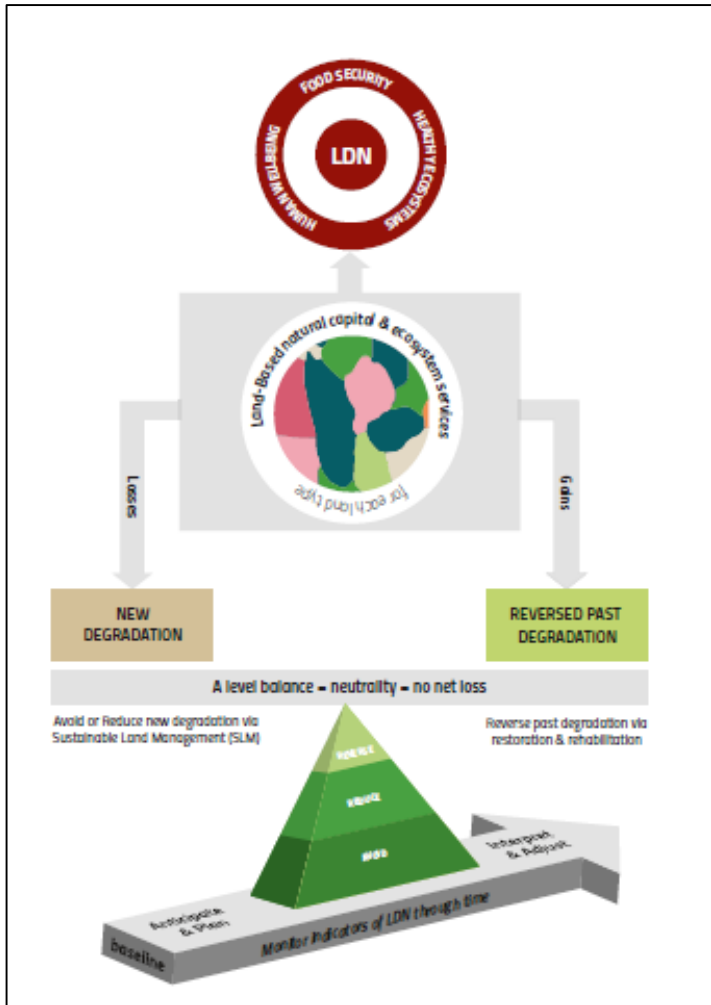 FOOD SECURITY
HUMAN WELLBEING
HEALTHY ECOSYSTEMS
LDN
Land-Based natural capital & ecosystem services
for each land type
Losses
Gains
NEW
DEGRADATION
REVERSED PAST
DEGRADATION
A level balance = neutrality = no net loss
Avoid or Reduce new degradation via
Sustainable Land Management (SLM)
Reverse past degradation via
restoration & rehabilitation
REVERSE
REDUCE
AVOID
Interpret
& Adjust
Anticipate
& Plan
Monitor Indicators of LDN through time
baseline